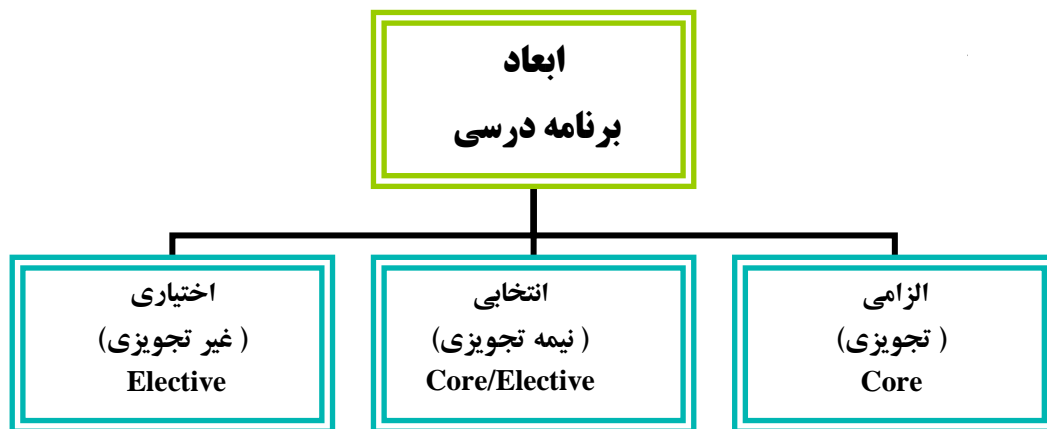 ابعاد
برنامه درسی
الزامی
( تجویزی)
Core
انتخابی
( نیمه تجویزی)
Core/Elective
اختیاری
( غیر تجویزی)
Elective